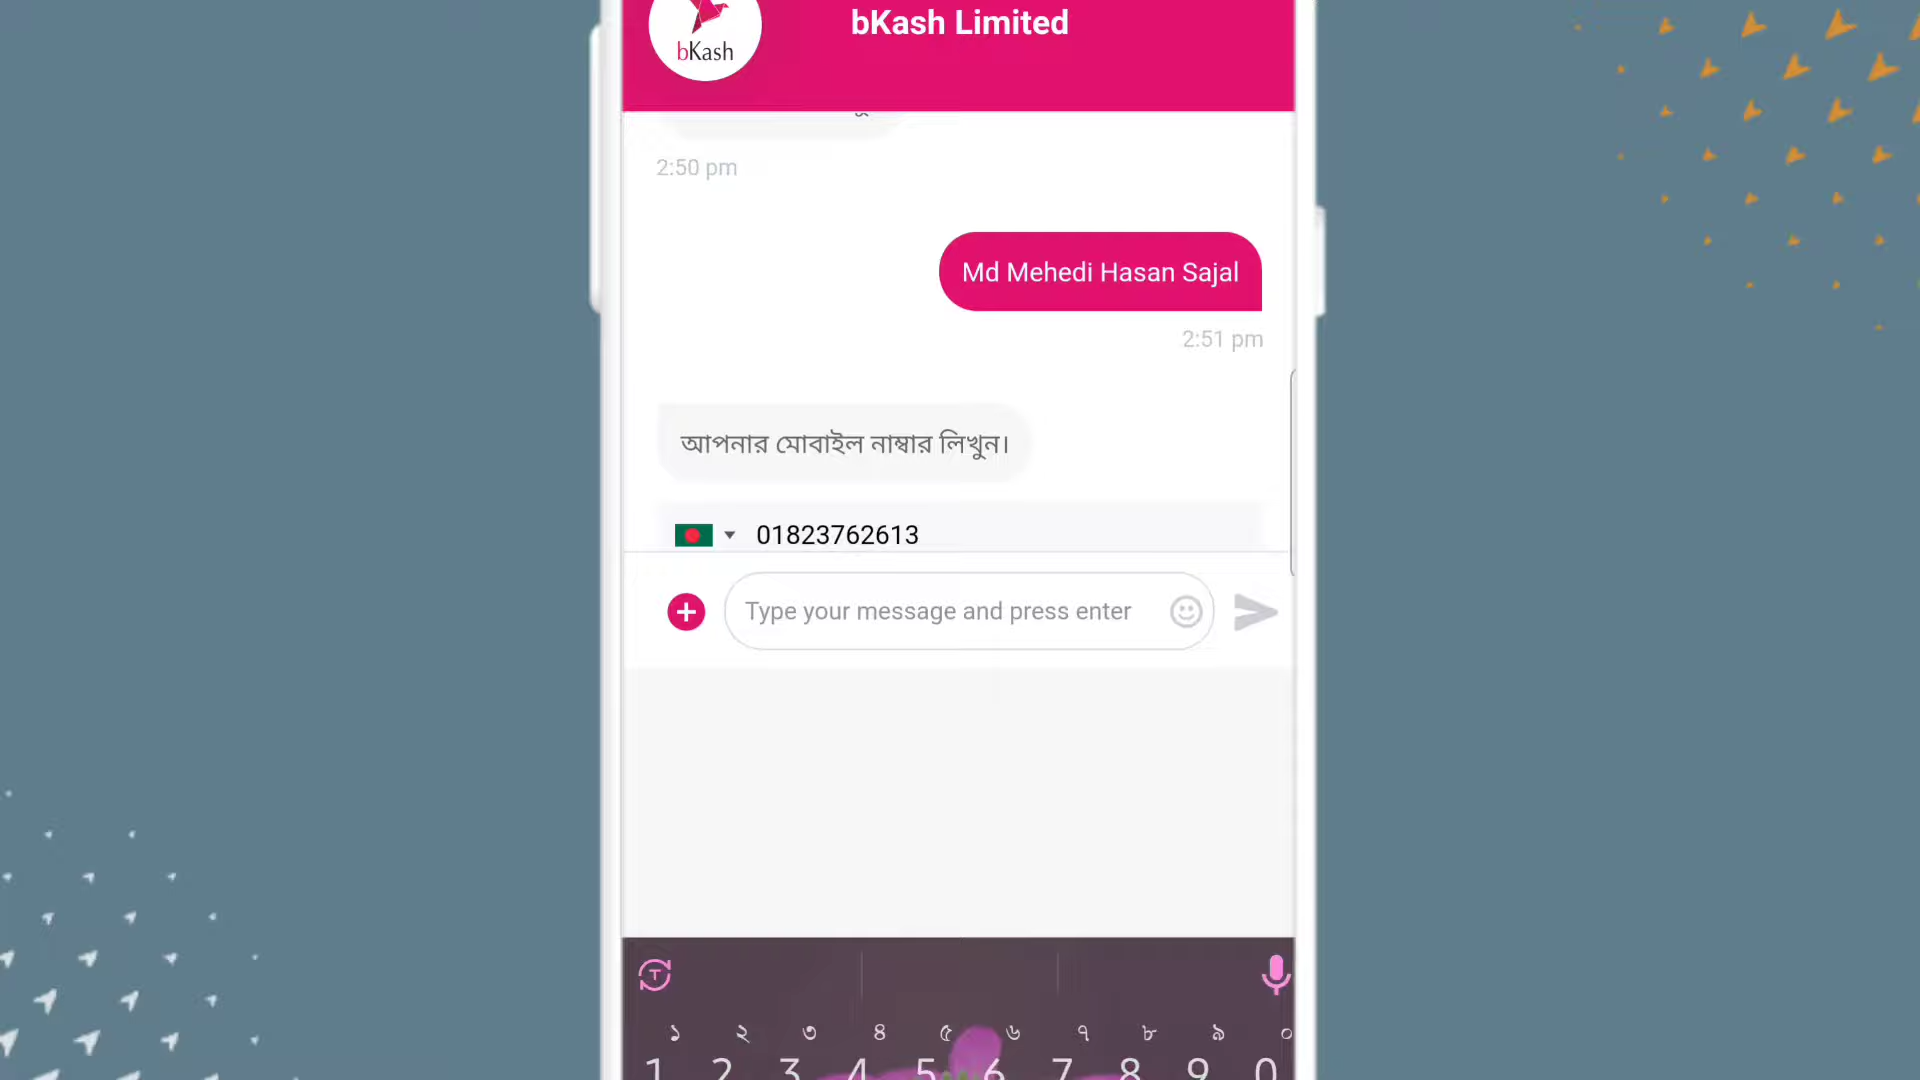 bKash Limited
bKash
2:50 pm
Md Mehedi Hasan Sajal
2:51 pm
আপনার মোবাইল নাম্বার লিখুন।
01823762613
Type your message and press enter
T
১ ২ ৩ ৪ ৫ ৬ ৭ ৮ ৯ ০
1 2 3 4 5 6 7 8 9 0